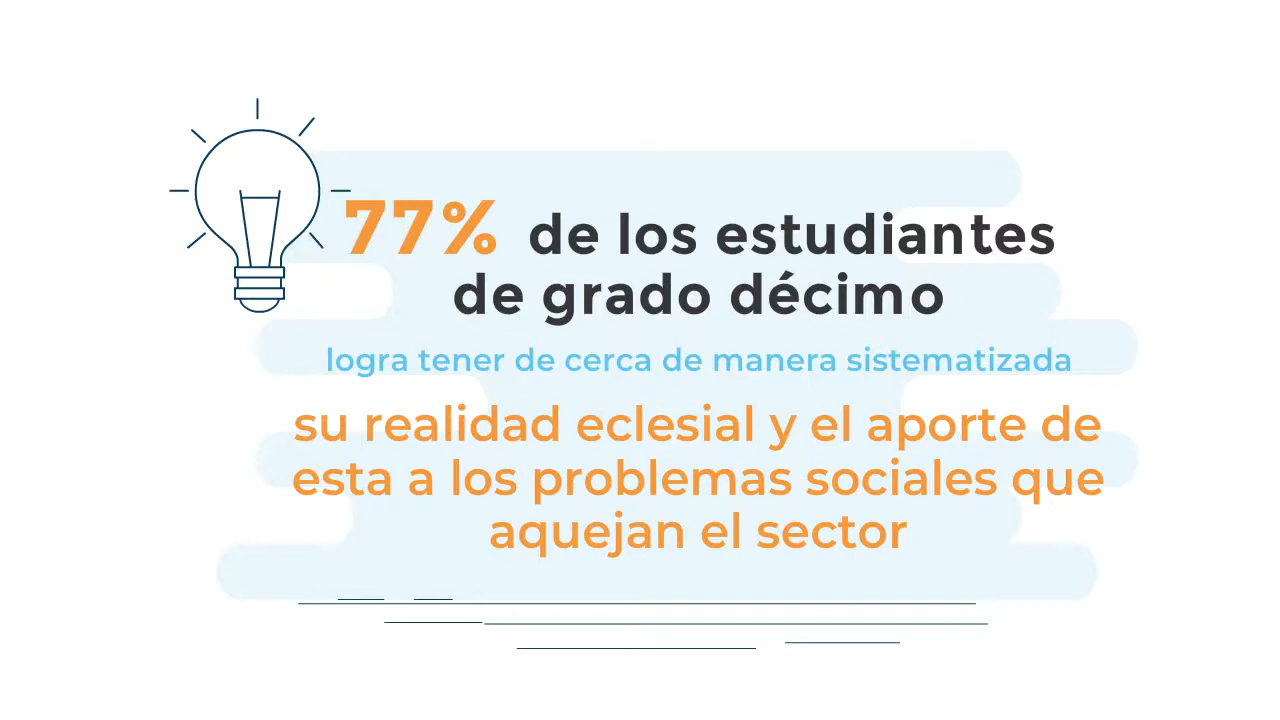 77% de los estudiantes
de grado décimo
logra tener de cerca de manera sistematizada
su realidad eclesial y el aporte de
esta a los problemas sociales que
aquejan el sector